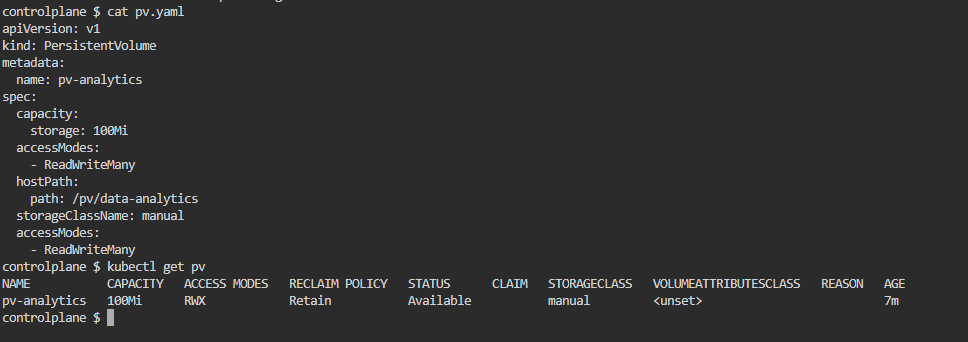 controlplane $ cat pv.yaml
apiVersion: v1
kind: PersistentVolume
metadata:
  name: pv-analytics
spec:
  capacity:
    storage: 100Mi
  accessModes:
    - ReadWriteMany
  hostPath:
    path: /pv/data-analytics
  storageClassName: manual
  accessModes:
    - ReadWriteMany
controlplane $ kubectl get pv
NAME           CAPACITY   ACCESS MODES   RECLAIM POLICY   STATUS      CLAIM   STORAGECLASS   VOLUMEATTRIBUTESCLASS   REASON   AGE
pv-analytics   100Mi      RWX            Retain           Available           manual         <unset>                          7m
controlplane $